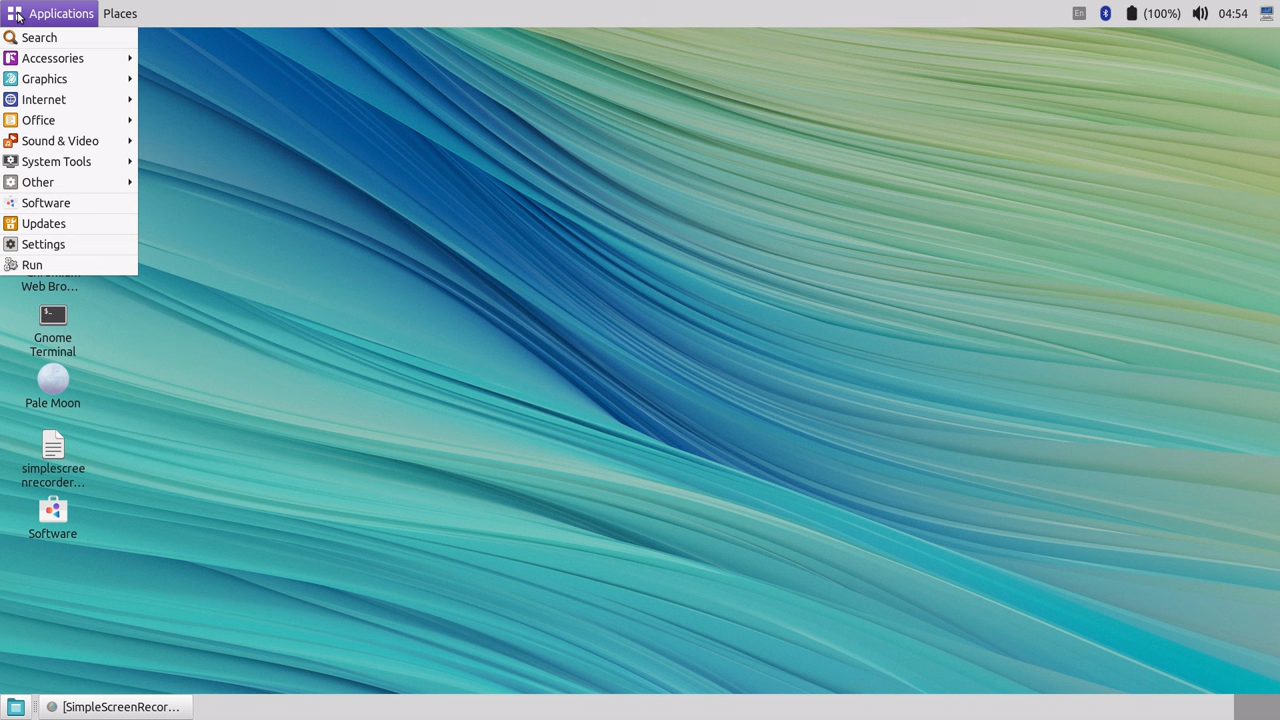 Applications Places
En (100%) 04:54
Search
Accessories
Graphics
Internet
Office
Sound & Video
System Tools
Other
Software
Updates
Settings
Run
Web Bro…
$_
Gnome
Terminal
Pale Moon
simplescree
nrecorder…
Software
[SimpleScreenRecor…